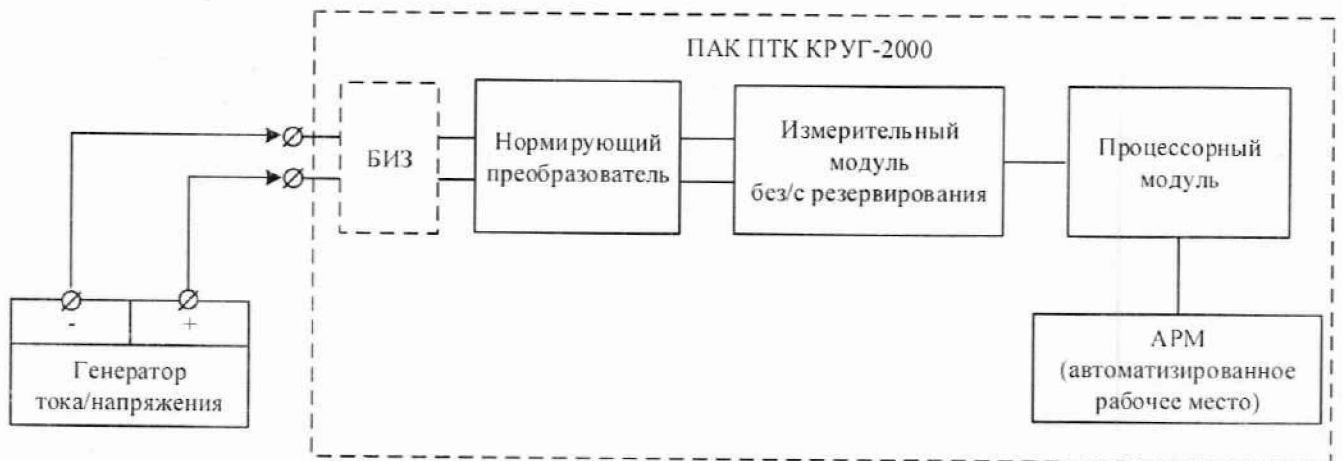 ПАК ПТК КРУГ-2000
БИЗ
Нормирующий
преобразователь
Измерительный
модуль
без/с резервирования
Процессорный
модуль
- +
Генератор
тока/напряжения
АРМ
(автоматизированное
рабочее место)